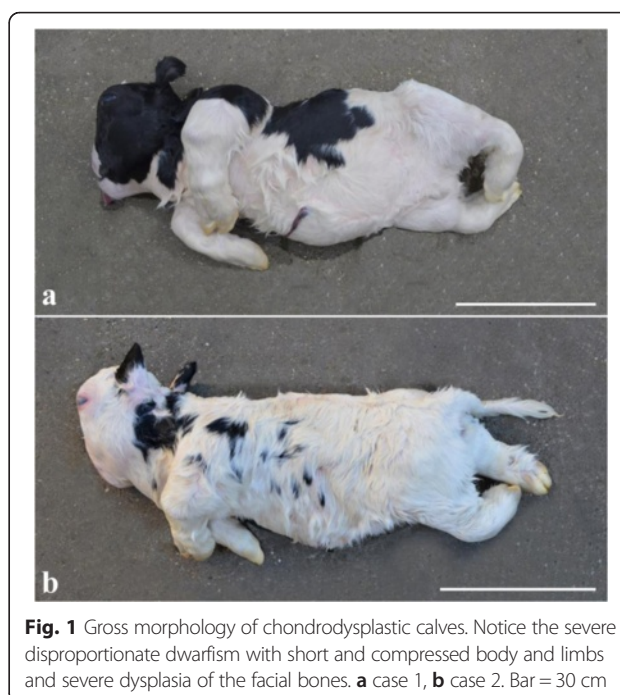 a
b
Fig. 1 Gross morphology of chondrodysplastic calves. Notice the severe
disproportionate dwarfism with short and compressed body and limbs
and severe dysplasia of the facial bones. a case 1, b case 2. Bar = 30 cm